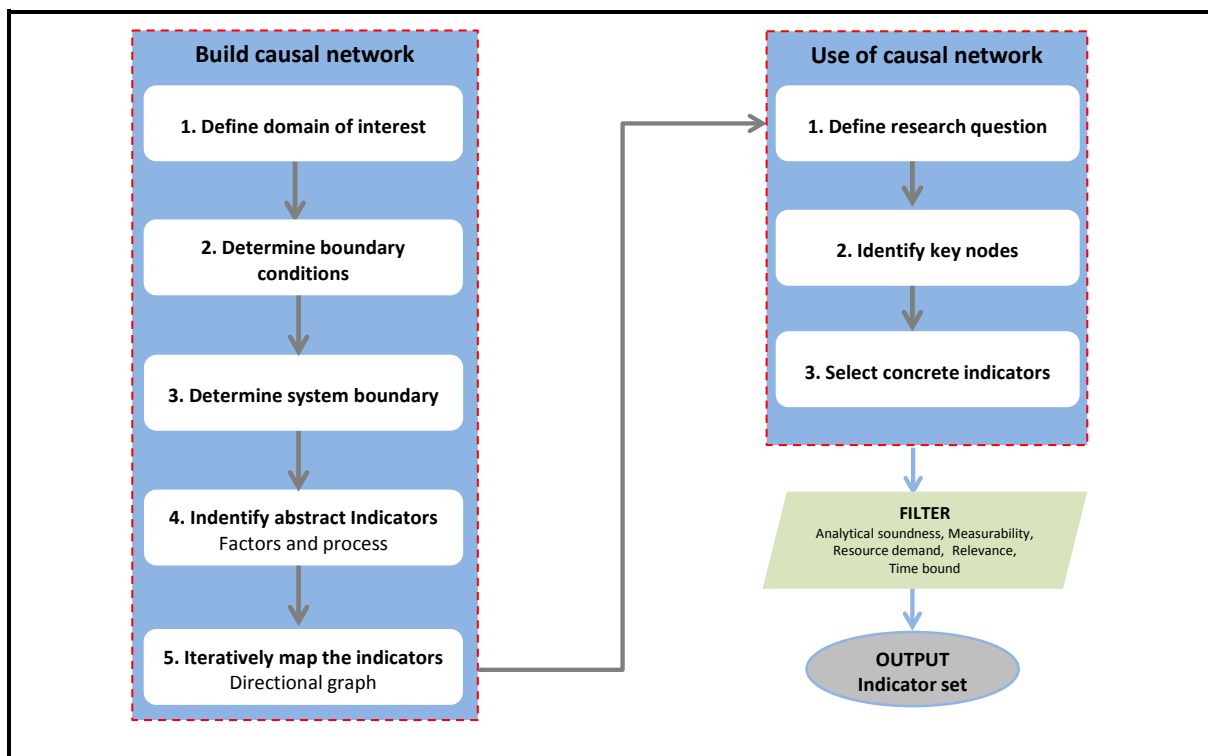 Build causal network
1. Define domain of interest
2. Determine boundary
conditions
3. Determine system boundary
4. Indentify abstract Indicators
Factors and process
5. Iteratively map the indicators
Directional graph
Use of causal network
1. Define research question
2. Identify key nodes
3. Select concrete indicators
FILTER
Analytical soundness, Measurability,
Resource demand, Relevance,
Time bound
OUTPUT
Indicator set